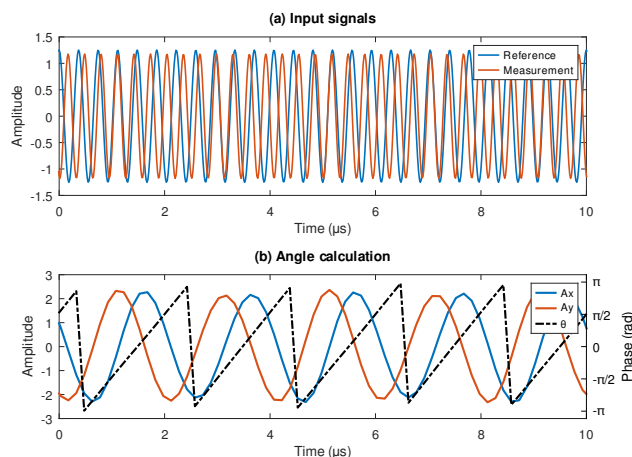 (a) Input signals
1.5
1
0.5
0
-0.5
-1
-1.5
Amplitude
Reference
Measurement
0 2 4 6 8 10
Time (µs)
(b) Angle calculation
3
2
1
0
-1
-2
-3
Amplitude
Ax
Ay
θ
π
π/2
0
-π/2
-π
Phase (rad)
0 2 4 6 8 10
Time (µs)